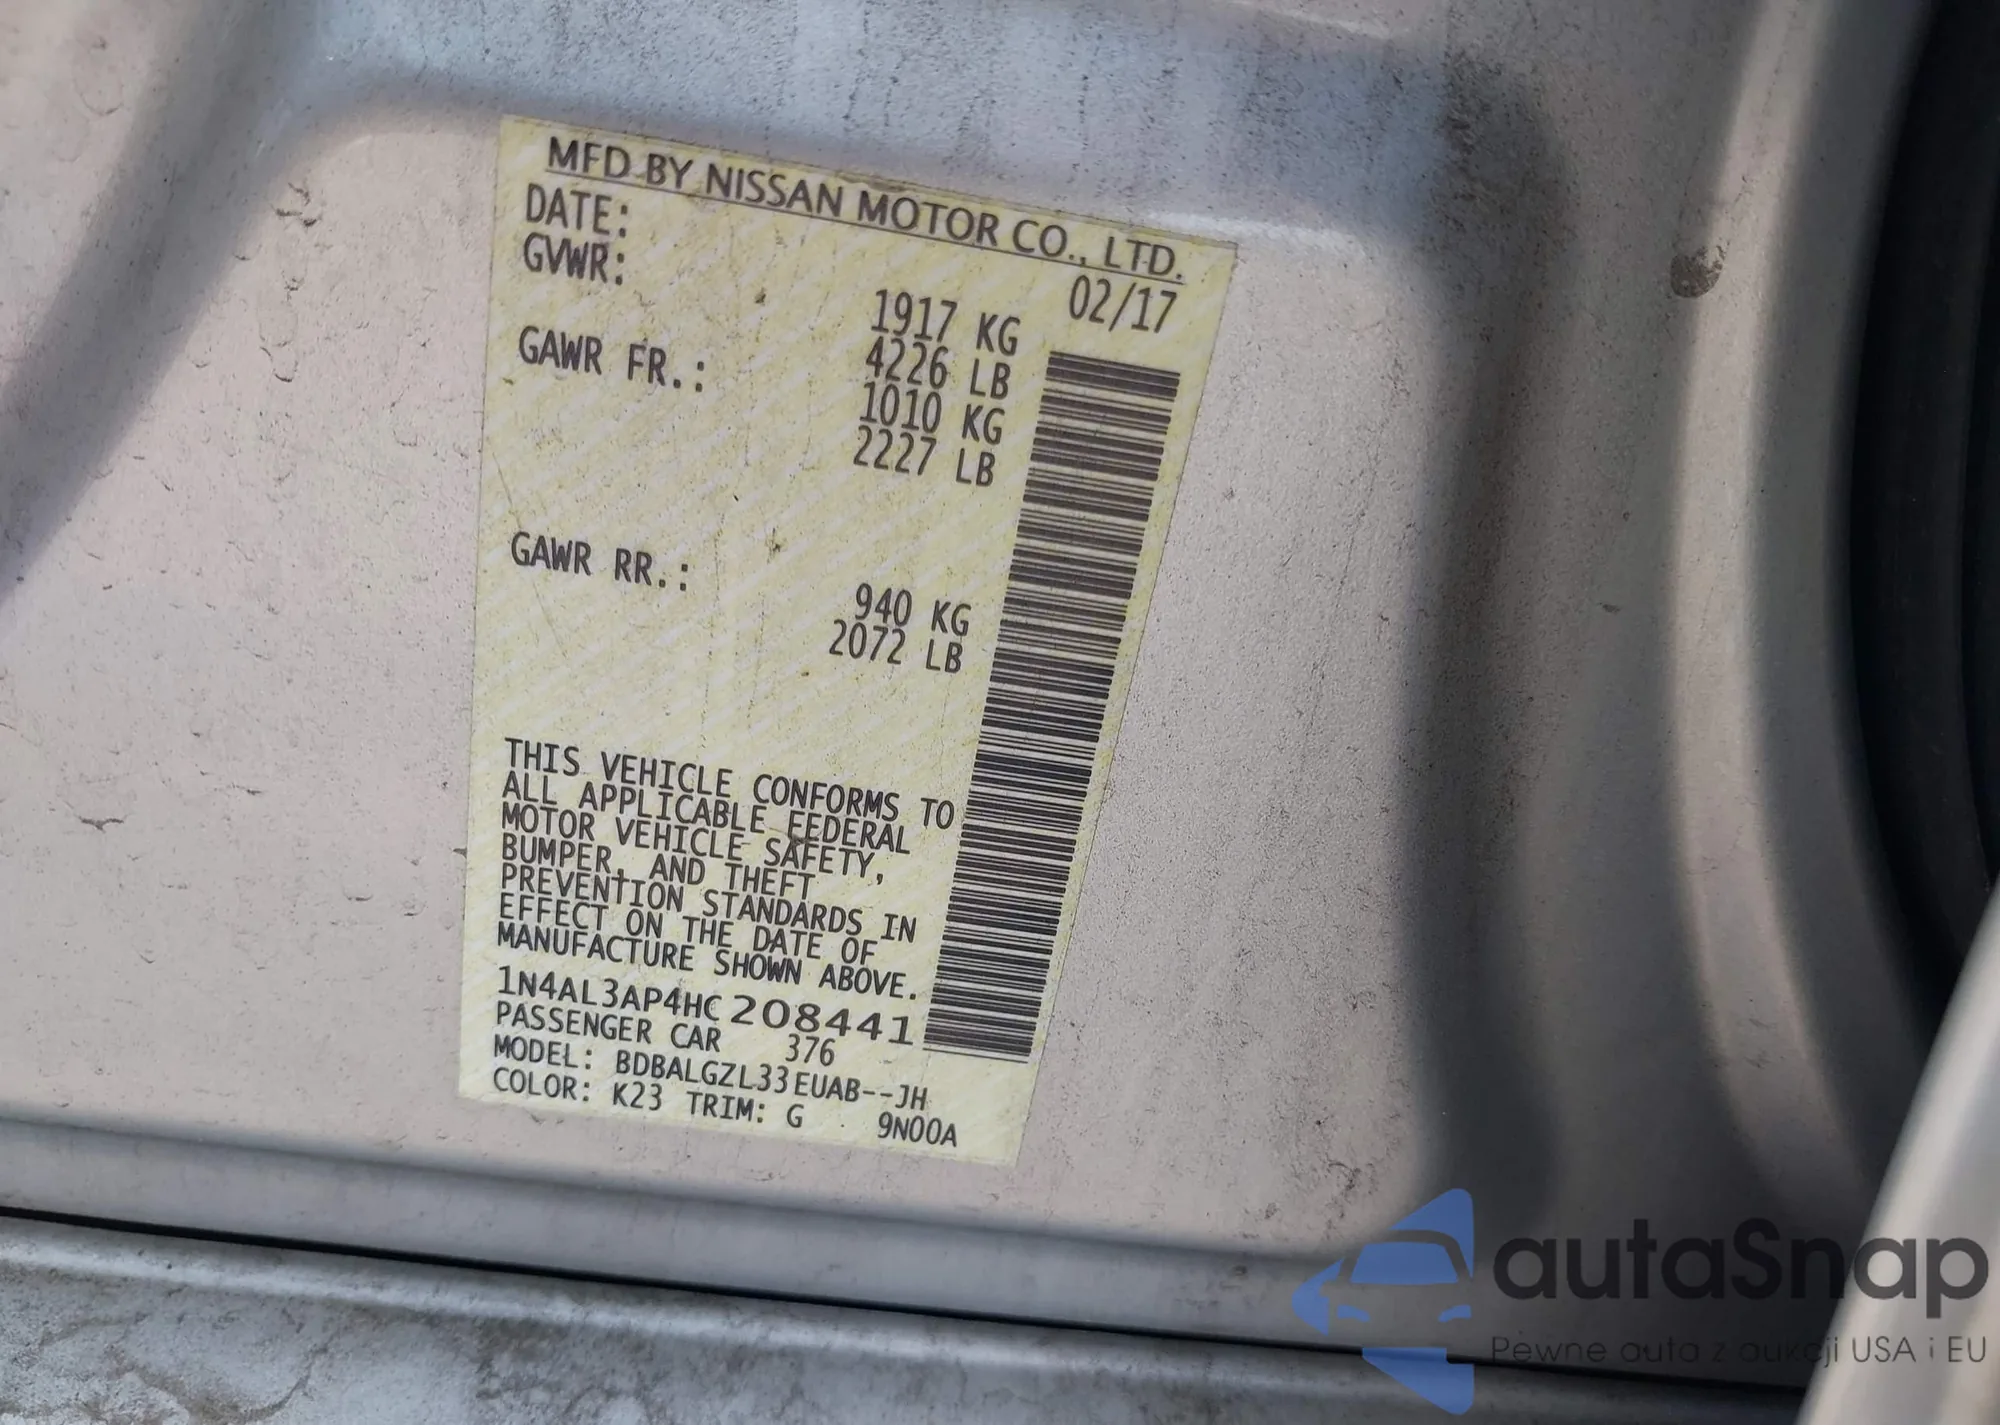 MFD BY NISSAN MOTOR CO., LTD.
DATE: 02/17
GVWR: 1917 KG
4226 LB
GAWR FR.: 1010 KG
2227 LB
GAWR RR.: 940 KG
2072 LB
THIS VEHICLE CONFORMS TO
ALL APPLICABLE FEDERAL
MOTOR VEHICLE SAFETY,
BUMPER, AND THEFT
PREVENTION STANDARDS IN
EFFECT ON THE DATE OF
MANUFACTURE SHOWN ABOVE.
1N4AL3AP4HC208441
PASSENGER CAR 376
MODEL: BDBALGZL33EUAB--JH
COLOR: K23 TRIM: G 9N00A
autaSnap
Pewne auta z aukcji USA i EU